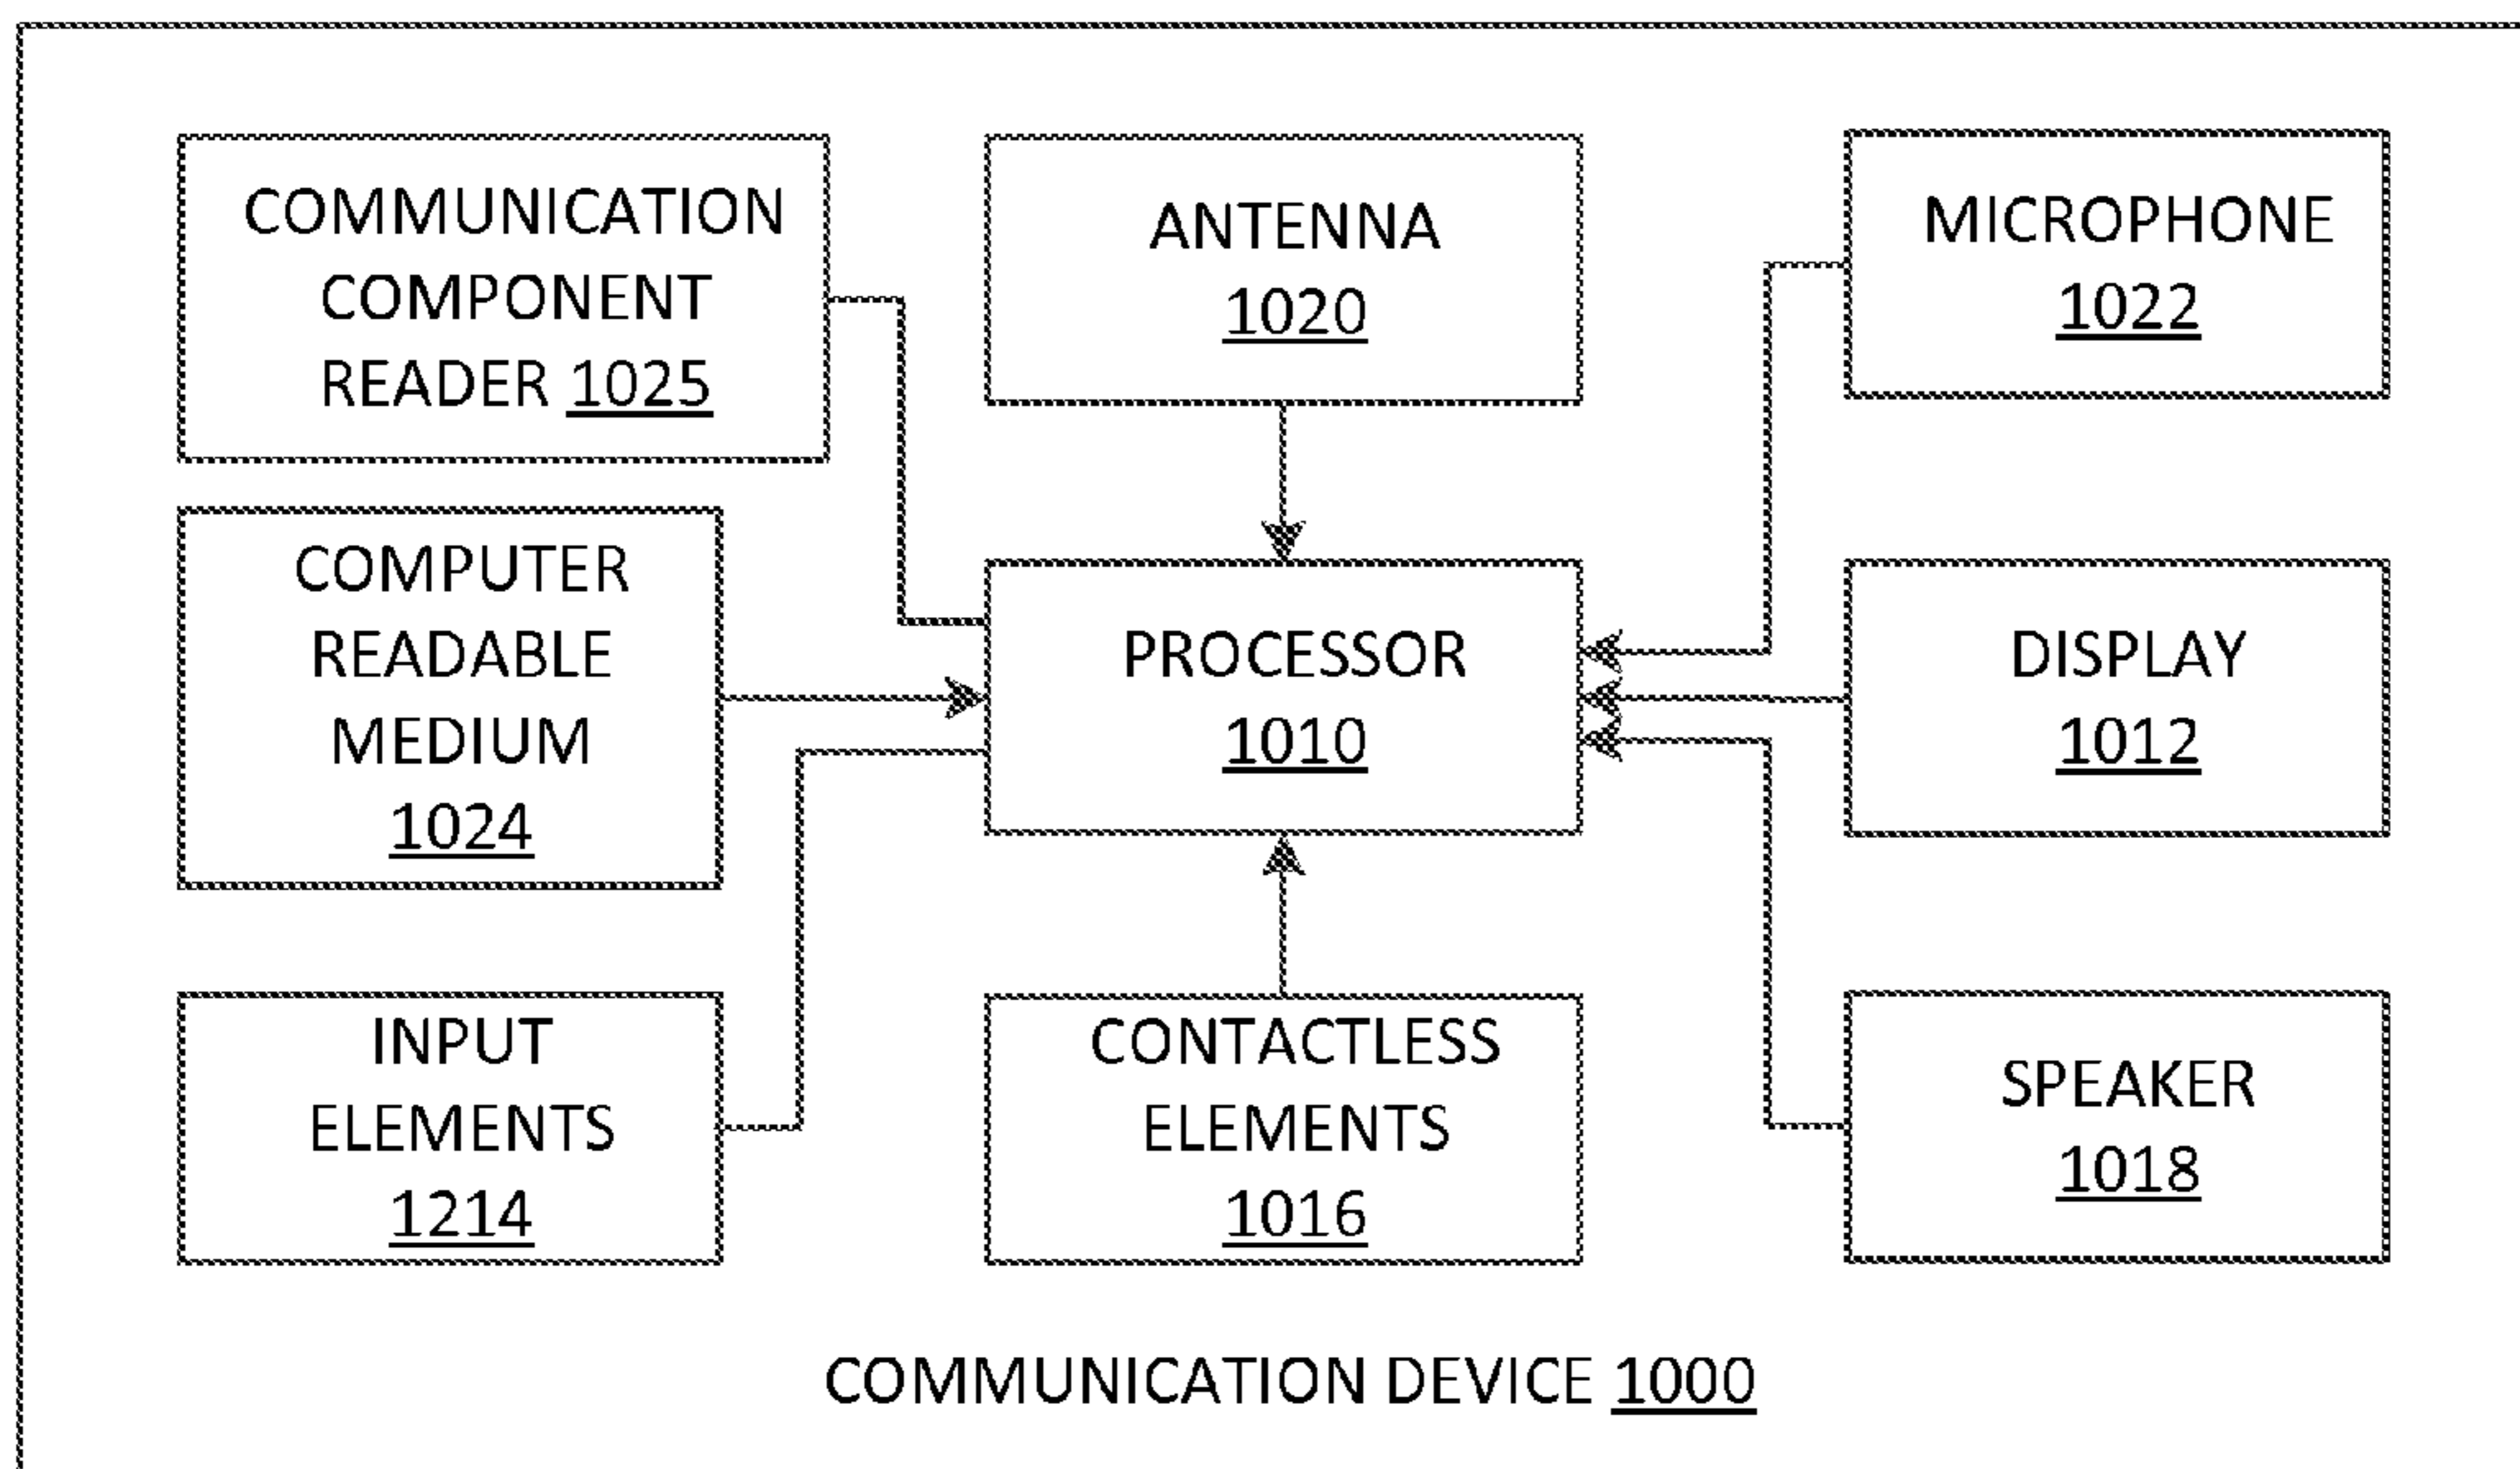 COMMUNICATION
COMPONENT
READER 1025
ANTENNA
1020
MICROPHONE
1022
COMPUTER
READABLE
MEDIUM
1024
PROCESSOR
1010
DISPLAY
1012
INPUT
ELEMENTS
1214
CONTACTLESS
ELEMENTS
1016
SPEAKER
1018
COMMUNICATION DEVICE 1000